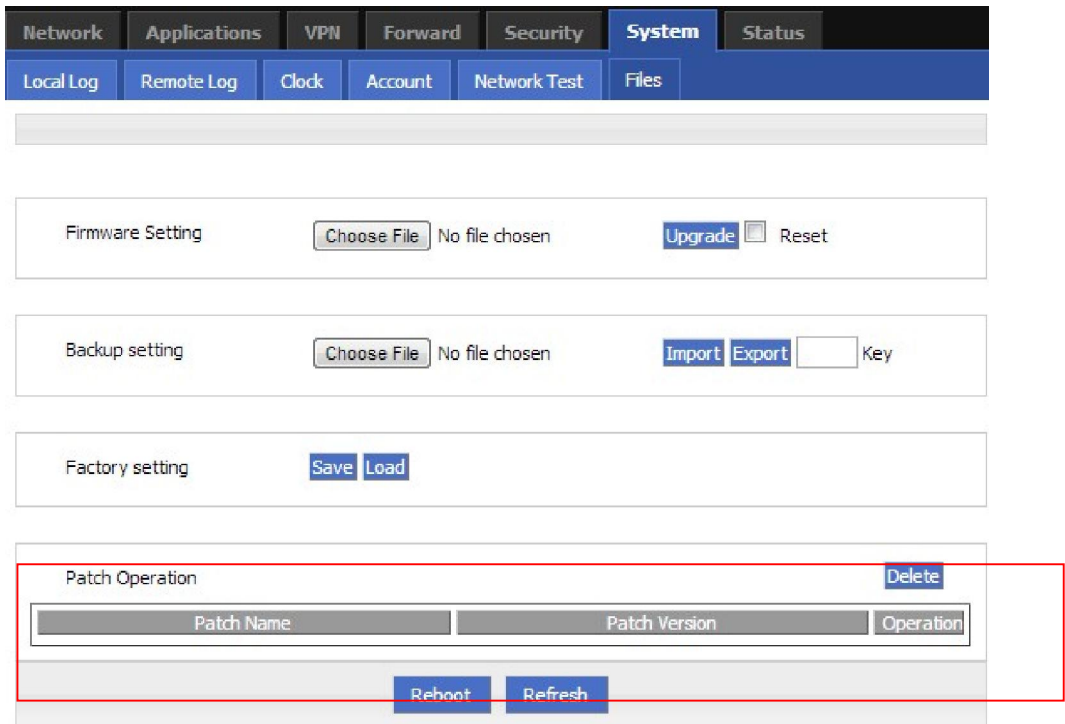 Network Applications VPN Forward Security System Status
Local Log Remote Log Clock Account Network Test Files
Firmware Setting Choose File No file chosen Upgrade Reset
Backup setting Choose File No file chosen Import Export Key
Factory setting Save Load
Patch Operation Delete
Patch Name Patch Version Operation
Reboot Refresh